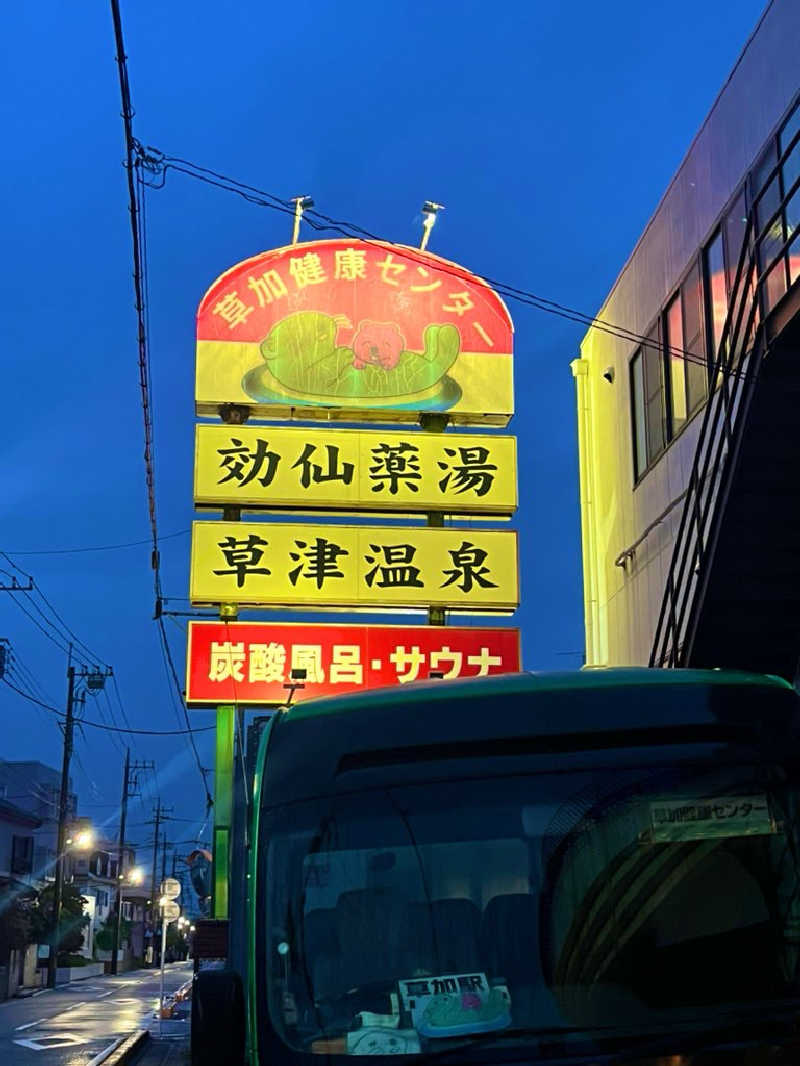 草加健康センター
効仙薬湯
草津温泉
炭酸風呂・サウナ
草加健康センター
草加駅